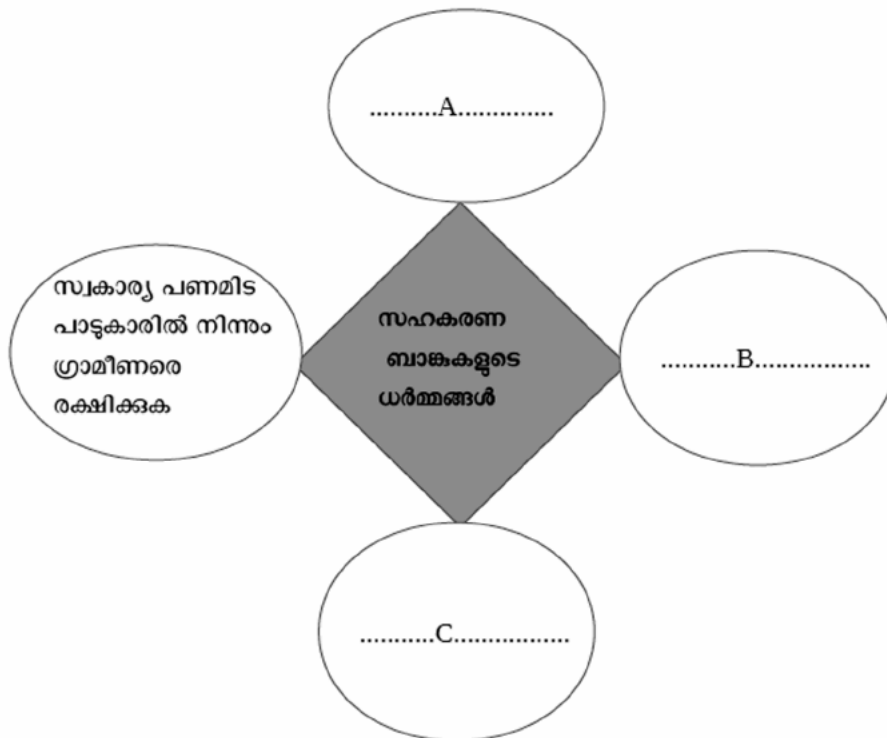 ..........A..............
സ്വകാര്യ പണമിട
പാടുകാരിൽ നിന്നും
ഗ്രാമീണരെ
രക്ഷിക്കുക
സഹകരണ
ബാങ്കുകളുടെ
ധർമ്മങ്ങൾ
...........B.................
...........C.................